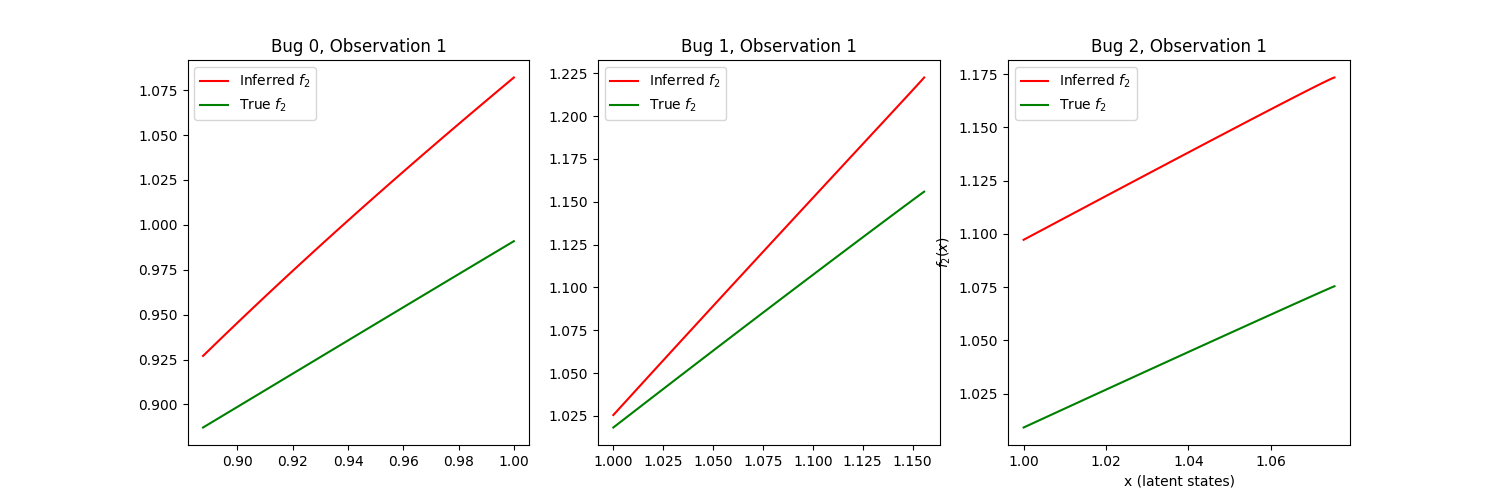 Bug 0, Observation 1
Inferred f₂
True f₂
1.075
1.050
1.025
1.000
0.975
0.950
0.925
0.900
0.90 0.92 0.94 0.96 0.98 1.00
Bug 1, Observation 1
Inferred f₂
True f₂
1.225
1.200
1.175
1.150
1.125
1.100
1.075
1.050
1.025
1.000 1.025 1.050 1.075 1.100 1.125 1.150
Bug 2, Observation 1
Inferred f₂
True f₂
f₂(x)
1.175
1.150
1.125
1.100
1.075
1.050
1.025
1.00 1.02 1.04 1.06
x (latent states)